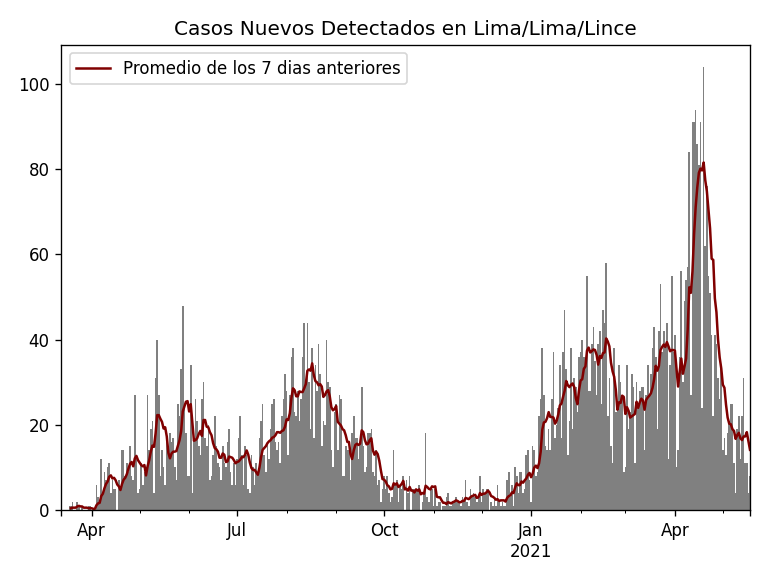 Casos Nuevos Detectados en Lima/Lima/Lince
Promedio de los 7 dias anteriores
100
80
60
40
20
0
Apr Jul Oct Jan Apr
2021